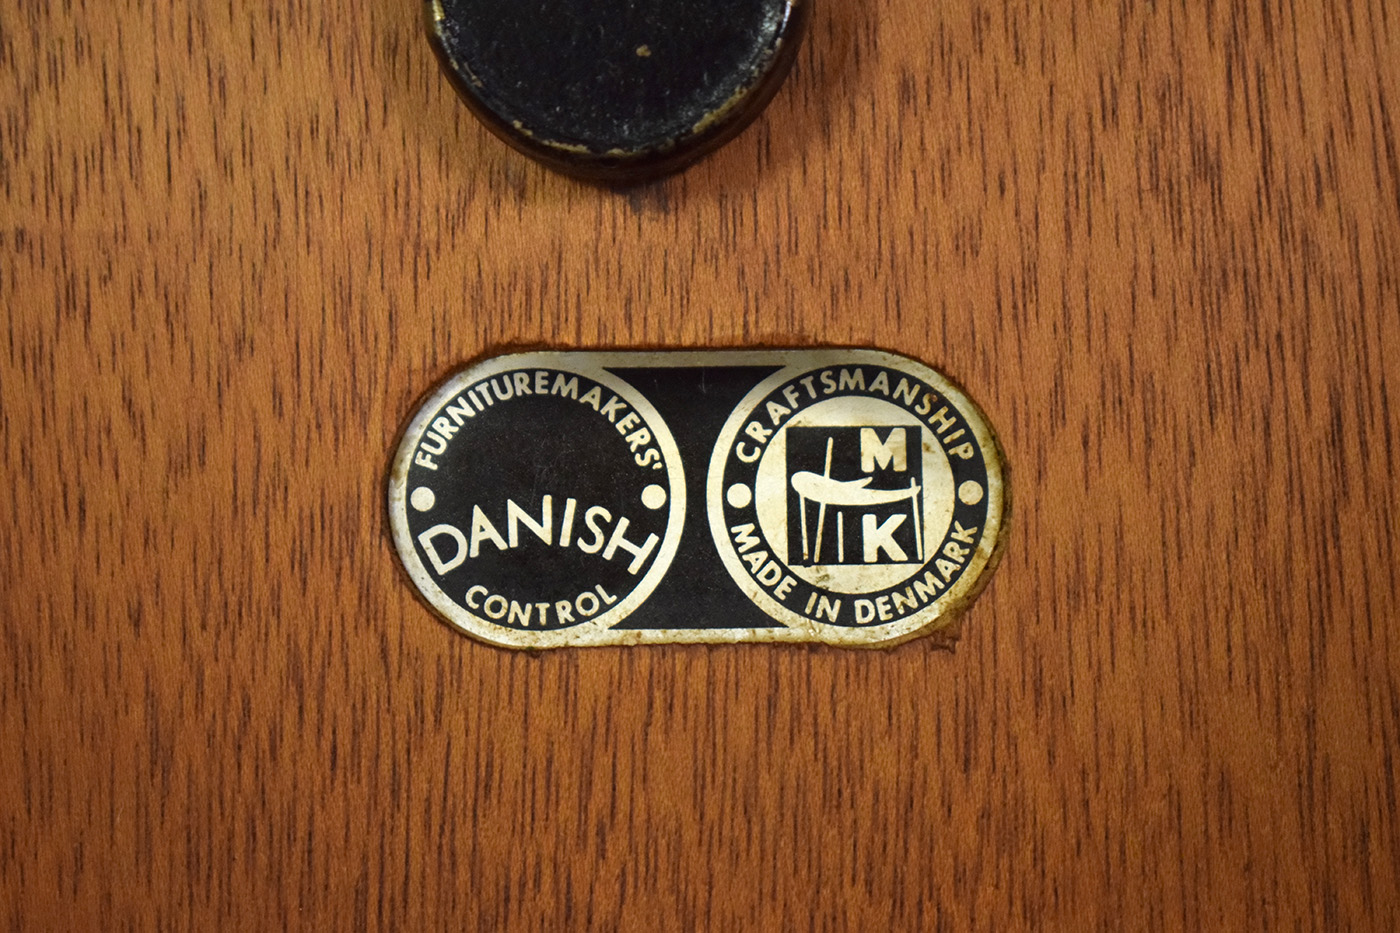 FURNITUREMAKERS'
DANISH
CONTROL
CRAFTSMANSHIP
M
K
MADE IN DENMARK